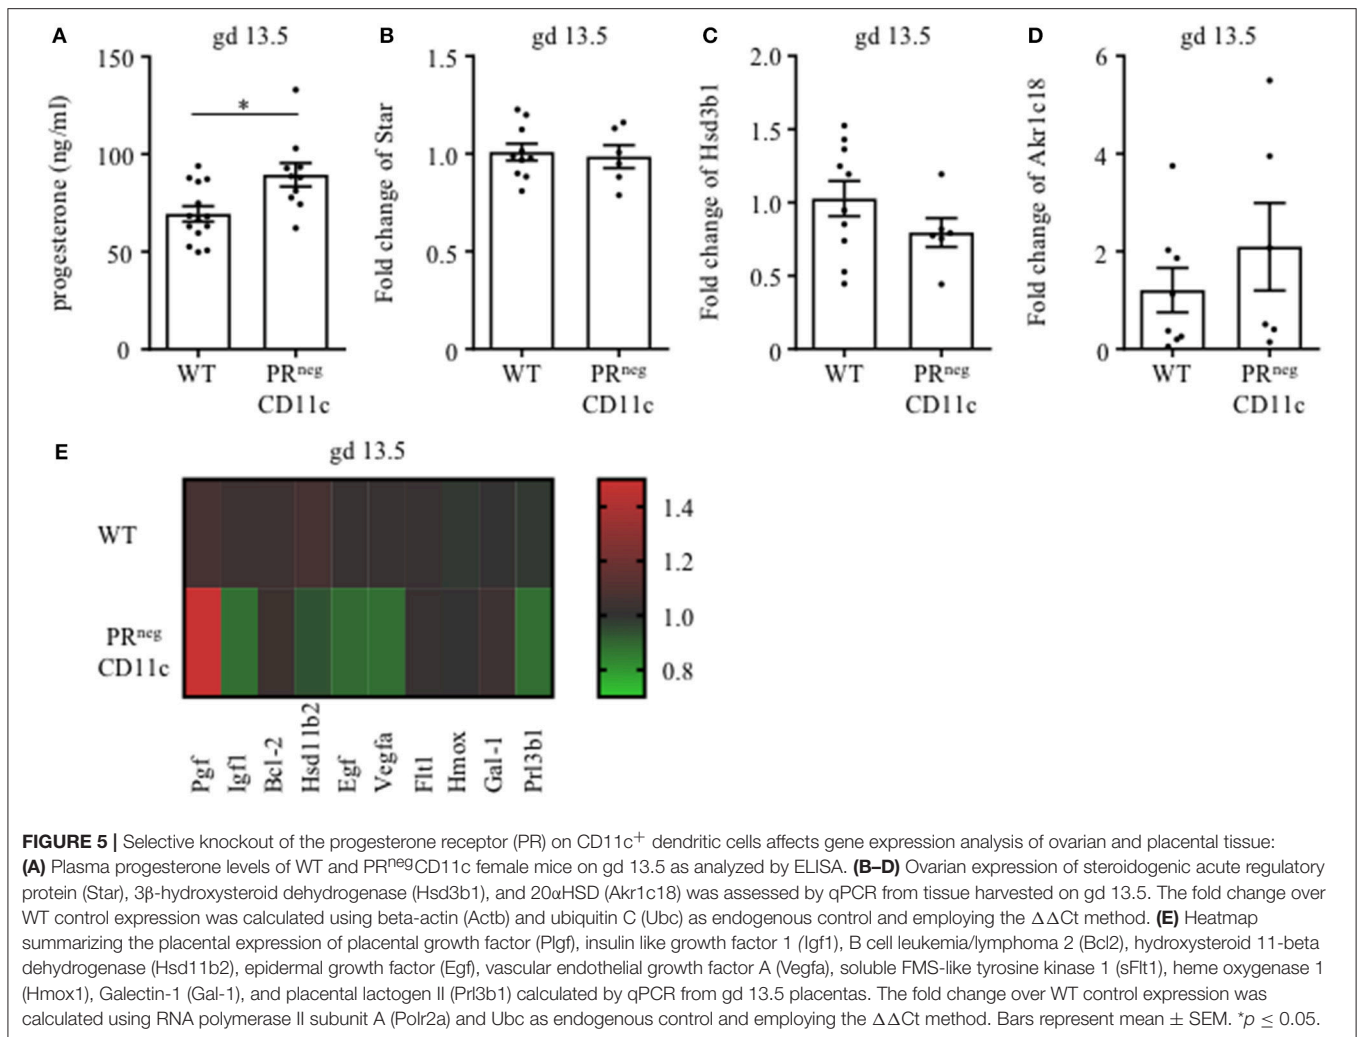 A
gd 13.5
progesterone (ng/ml)
150
100
50
0
*
WT
PRneg
CD11c
B
gd 13.5
Fold change of Star
1.5
1.0
0.5
0
WT
PRneg
CD11c
C
gd 13.5
Fold change of Hsd3b1
2.0
1.5
1.0
0.5
0
WT
PRneg
CD11c
D
gd 13.5
Fold change of Akr1c18
6
4
2
0
WT
PRneg
CD11c
E
gd 13.5
WT
PRneg
CD11c
1.4
1.2
1.0
0.8
Pgf
Igf1
Bcl-2
Hsd11b2
Egf
Vegfa
Flt1
Hmox
Gal-1
Prl3b1
FIGURE 5 | Selective knockout of the progesterone receptor (PR) on CD11c+ dendritic cells affects gene expression analysis of ovarian and placental tissue:
(A) Plasma progesterone levels of WT and PRnegCD11c female mice on gd 13.5 as analyzed by ELISA. (B–D) Ovarian expression of steroidogenic acute regulatory
protein (Star), 3β-hydroxysteroid dehydrogenase (Hsd3b1), and 20αHSD (Akr1c18) was assessed by qPCR from tissue harvested on gd 13.5. The fold change over
WT control expression was calculated using beta-actin (Actb) and ubiquitin C (Ubc) as endogenous control and employing the ΔΔCt method. (E) Heatmap
summarizing the placental expression of placental growth factor (Plgf), insulin like growth factor 1 (Igf1), B cell leukemia/lymphoma 2 (Bcl2), hydroxysteroid 11-beta
dehydrogenase (Hsd11b2), epidermal growth factor (Egf), vascular endothelial growth factor A (Vegfa), soluble FMS-like tyrosine kinase 1 (sFlt1), heme oxygenase 1
(Hmox1), Galectin-1 (Gal-1), and placental lactogen II (Prl3b1) calculated by qPCR from gd 13.5 placentas. The fold change over WT control expression was
calculated using RNA polymerase II subunit A (Polr2a) and Ubc as endogenous control and employing the ΔΔCt method. Bars represent mean ± SEM. *p ≤ 0.05.